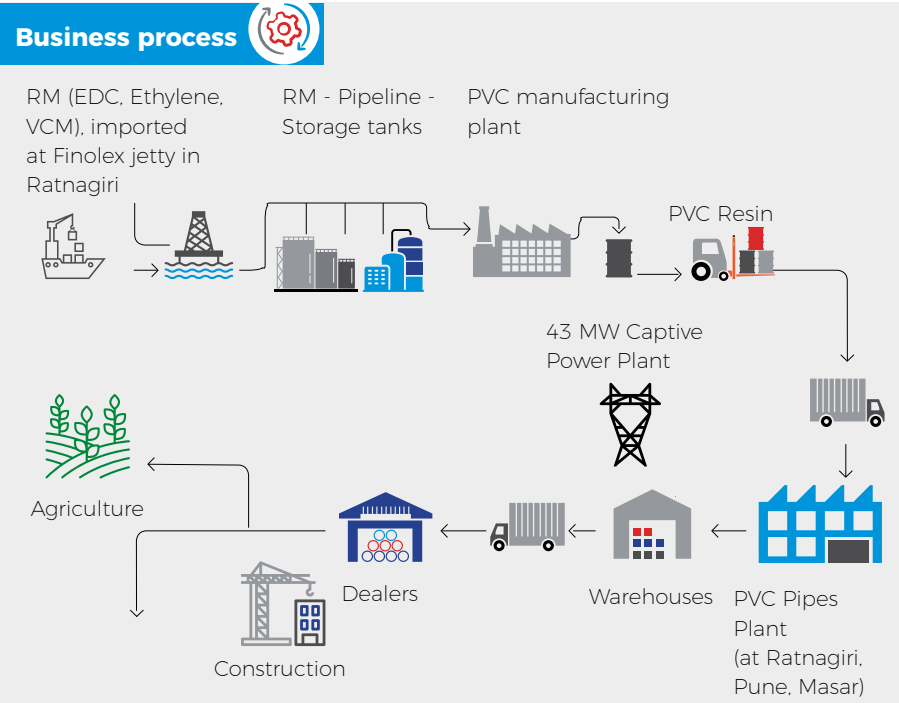 Business process
RM (EDC, Ethylene,
VCM), imported
at Finolex jetty in
Ratnagiri
RM - Pipeline -
Storage tanks
PVC manufacturing
plant
PVC Resin
43 MW Captive
Power Plant
Agriculture
Dealers
Construction
Warehouses
PVC Pipes
Plant
(at Ratnagiri,
Pune, Masar)